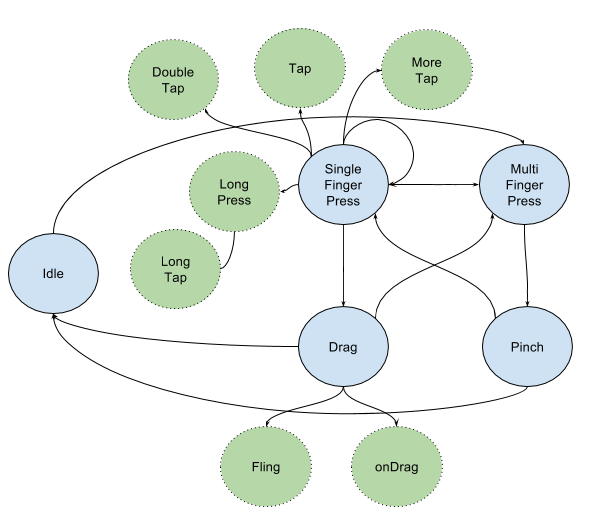 Double
Tap
Tap
More
Tap
Long
Press
Single
Finger
Press
Multi
Finger
Press
Long
Tap
Idle
Drag
Pinch
Fling
onDrag